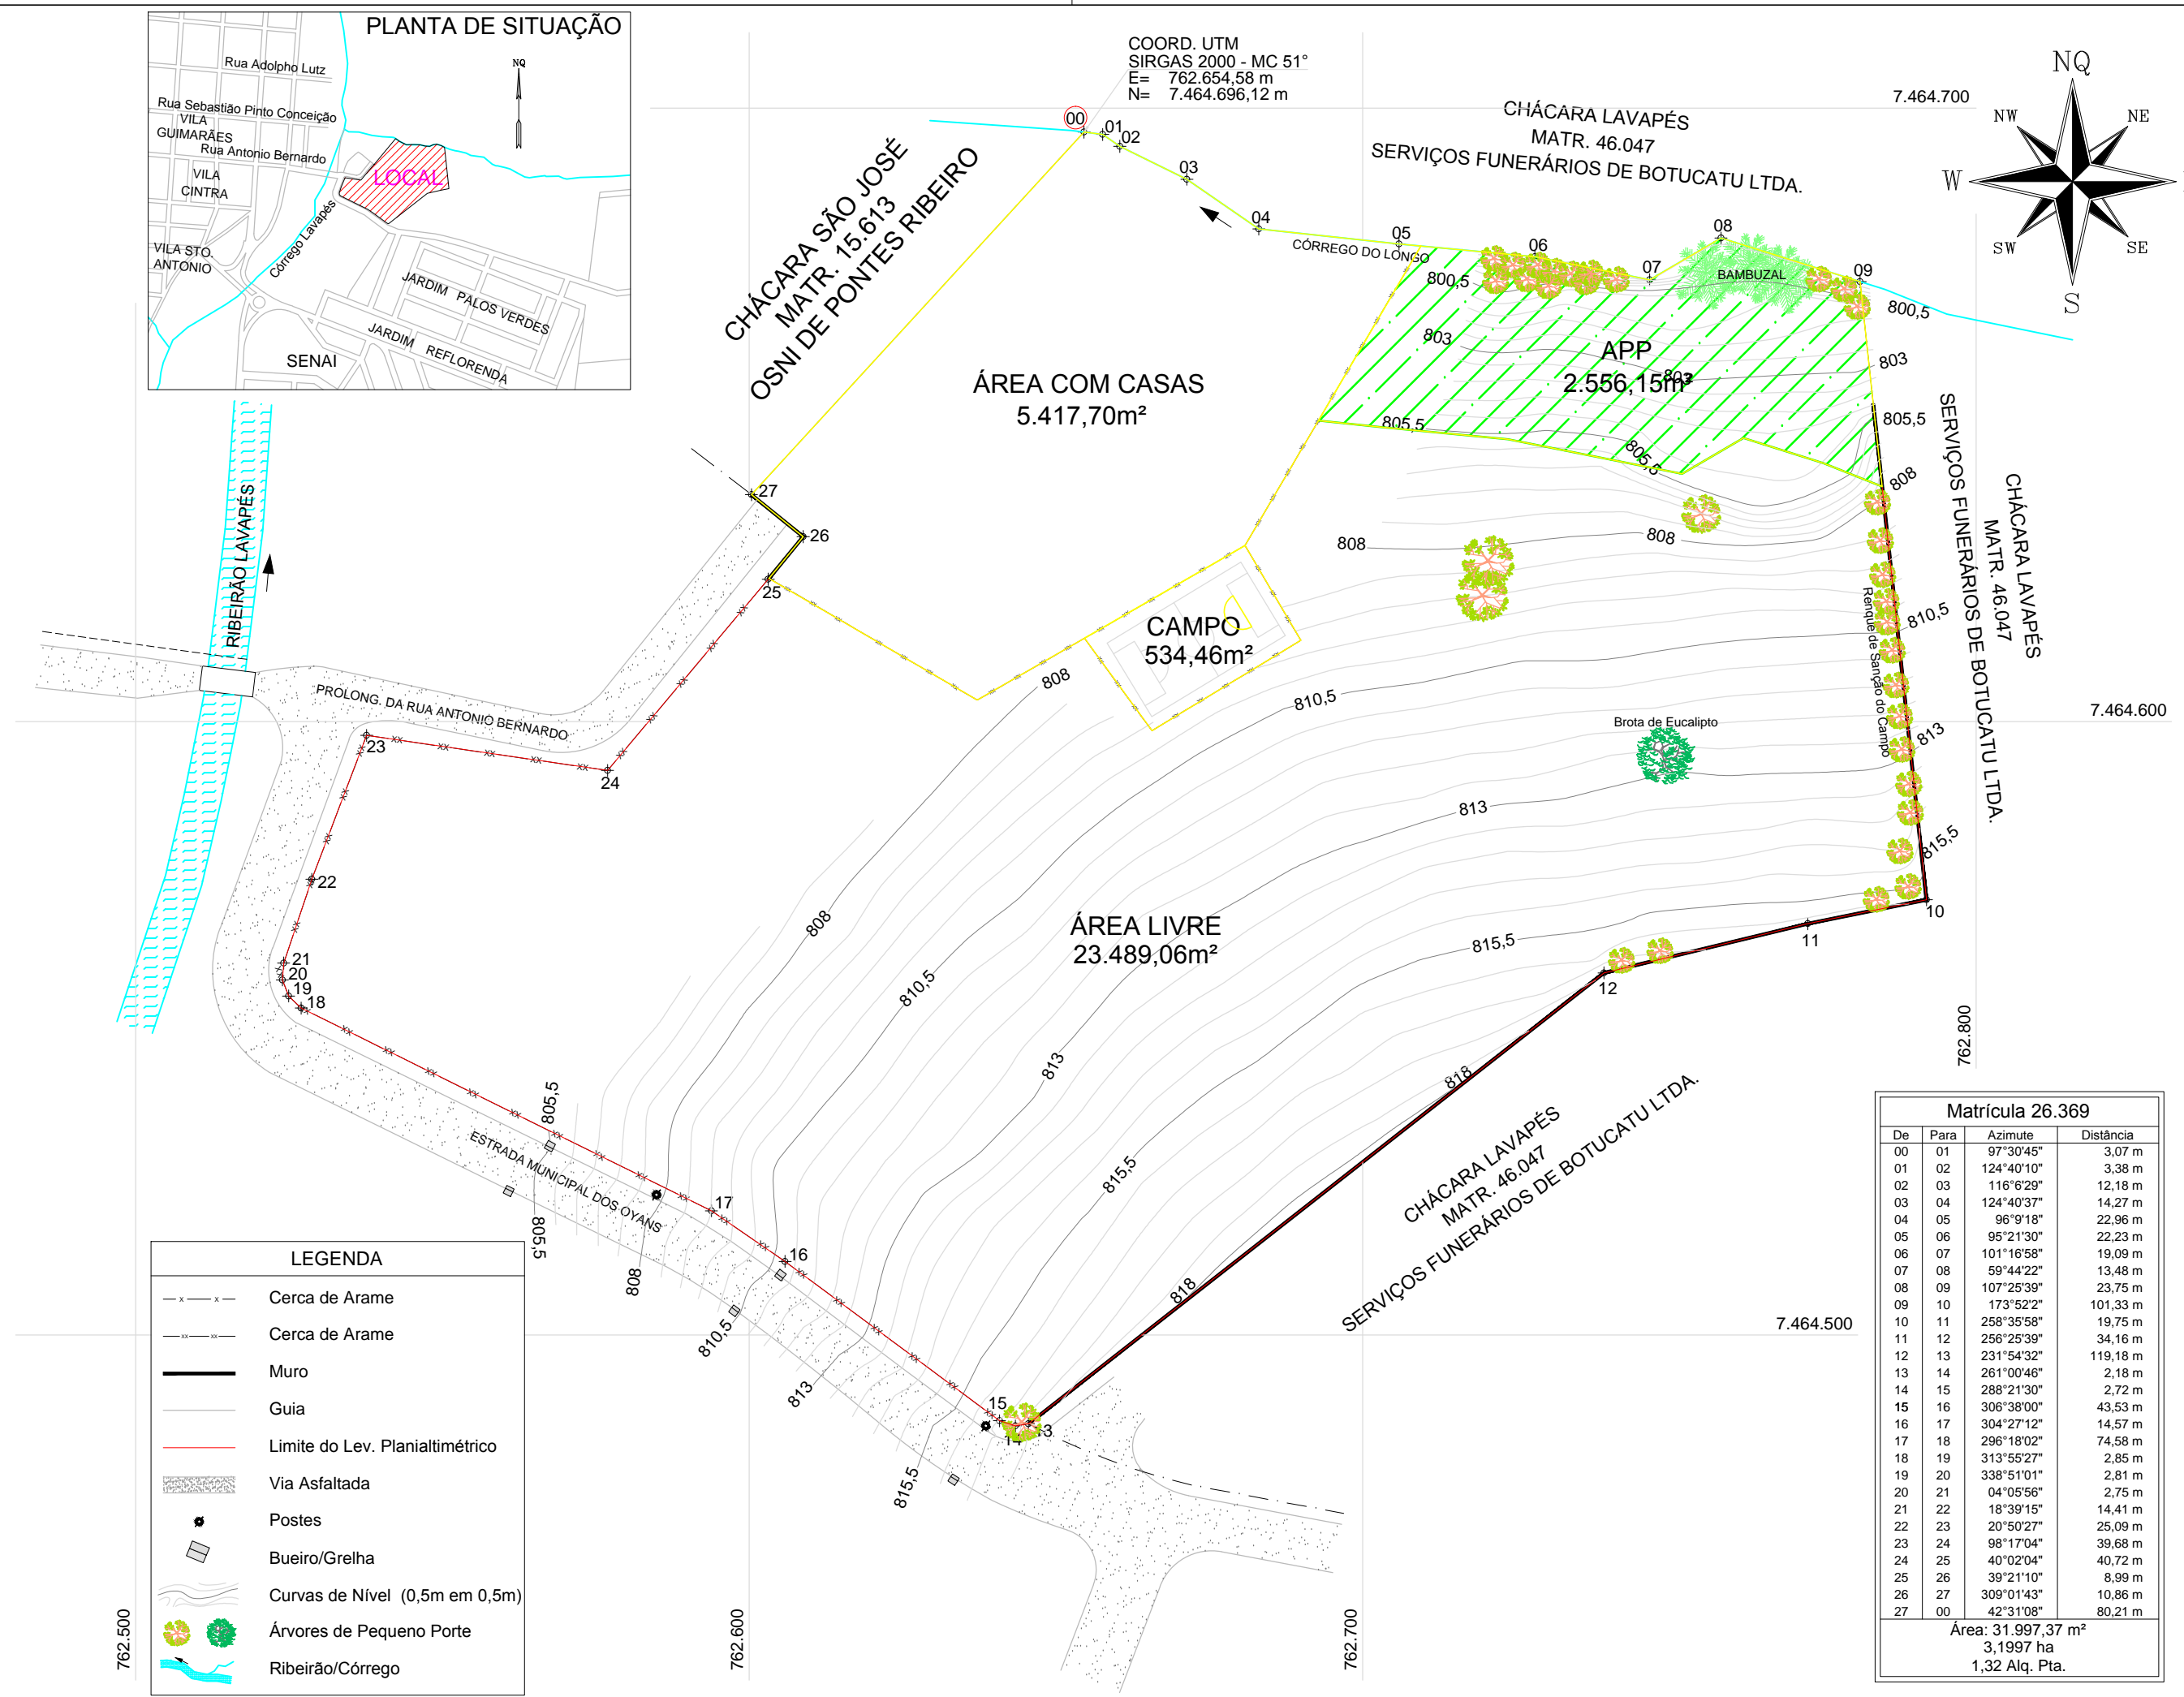 PLANTA DE SITUAÇÃO
NQ
Rua Adolpho Lutz
Rua Sebastião Pinto Conceição
VILA
GUIMARÃES
Rua Antonio Bernardo
VILA
CINTRA
LOCAL
Córrego Lavapés
VILA STO.
ANTONIO
JARDIM PALOS VERDES
JARDIM REFLORENDA
SENAI
COORD. UTM
SIRGAS 2000 - MC 51°
E= 762.654,58 m
N= 7.464.696,12 m
00
01
02
03
04
05
06
07
08
09
CHÁCARA LAVAPÉS
MATR. 46.047
SERVIÇOS FUNERÁRIOS DE BOTUCATU LTDA.
7.464.700
NQ
NW
NE
W
SW
SE
S
CHÁCARA SÃO JOSÉ
MATR. 15.613
OSNI DE PONTES RIBEIRO
CÓRREGO DO LONGO
BAMBUZAL
800,5
800,5
803
803
803
APP
2.556,15m²
805,5
805,5
805,5
ÁREA COM CASAS
5.417,70m²
808
808
808
SERVIÇOS FUNERÁRIOS DE BOTUCATU LTDA.
MATR. 46.047
CHÁCARA LAVAPÉS
27
26
25
RIBEIRÃO LAVAPÉS
CAMPO
534,46m²
808
810,5
810,5
Renque de Sanção do Campo
PROLONG. DA RUA ANTONIO BERNARDO
Brota de Eucalipto
7.464.600
813
813
23
24
22
21
20
19
18
815,5
10
11
12
815,5
ÁREA LIVRE
23.489,06m²
808
810,5
813
815,5
818
818
762.800
805,5
ESTRADA MUNICIPAL DOS OYANS
805,5
17
16
808
810,5
813
815,5
15
14
13
CHÁCARA LAVAPÉS
MATR. 46.047
SERVIÇOS FUNERÁRIOS DE BOTUCATU LTDA.
7.464.500
762.500
762.600
762.700
LEGENDA
x x Cerca de Arame
xx xx Cerca de Arame
Muro
Guia
Limite do Lev. Planialtimétrico
Via Asfaltada
Postes
Bueiro/Grelha
Curvas de Nível (0,5m em 0,5m)
Árvores de Pequeno Porte
Ribeirão/Córrego
Matrícula 26.369
De Para Azimute Distância
00 01 97°30'45" 3,07 m
01 02 124°40'10" 3,38 m
02 03 116°6'29" 12,18 m
03 04 124°40'37" 14,27 m
04 05 96°9'18" 22,96 m
05 06 95°21'30" 22,23 m
06 07 101°16'58" 19,09 m
07 08 59°44'22" 13,48 m
08 09 107°25'39" 23,75 m
09 10 173°52'2" 101,33 m
10 11 258°35'58" 19,75 m
11 12 256°25'39" 34,16 m
12 13 231°54'32" 119,18 m
13 14 261°00'46" 2,18 m
14 15 288°21'30" 2,72 m
15 16 306°38'00" 43,53 m
16 17 304°27'12" 14,57 m
17 18 296°18'02" 74,58 m
18 19 313°55'27" 2,85 m
19 20 338°51'01" 2,81 m
20 21 04°05'56" 2,75 m
21 22 18°39'15" 14,41 m
22 23 20°50'27" 25,09 m
23 24 98°17'04" 39,68 m
24 25 40°02'04" 40,72 m
25 26 39°21'10" 8,99 m
26 27 309°01'43" 10,86 m
27 00 42°31'08" 80,21 m
Área: 31.997,37 m²
3,1997 ha
1,32 Alq. Pta.